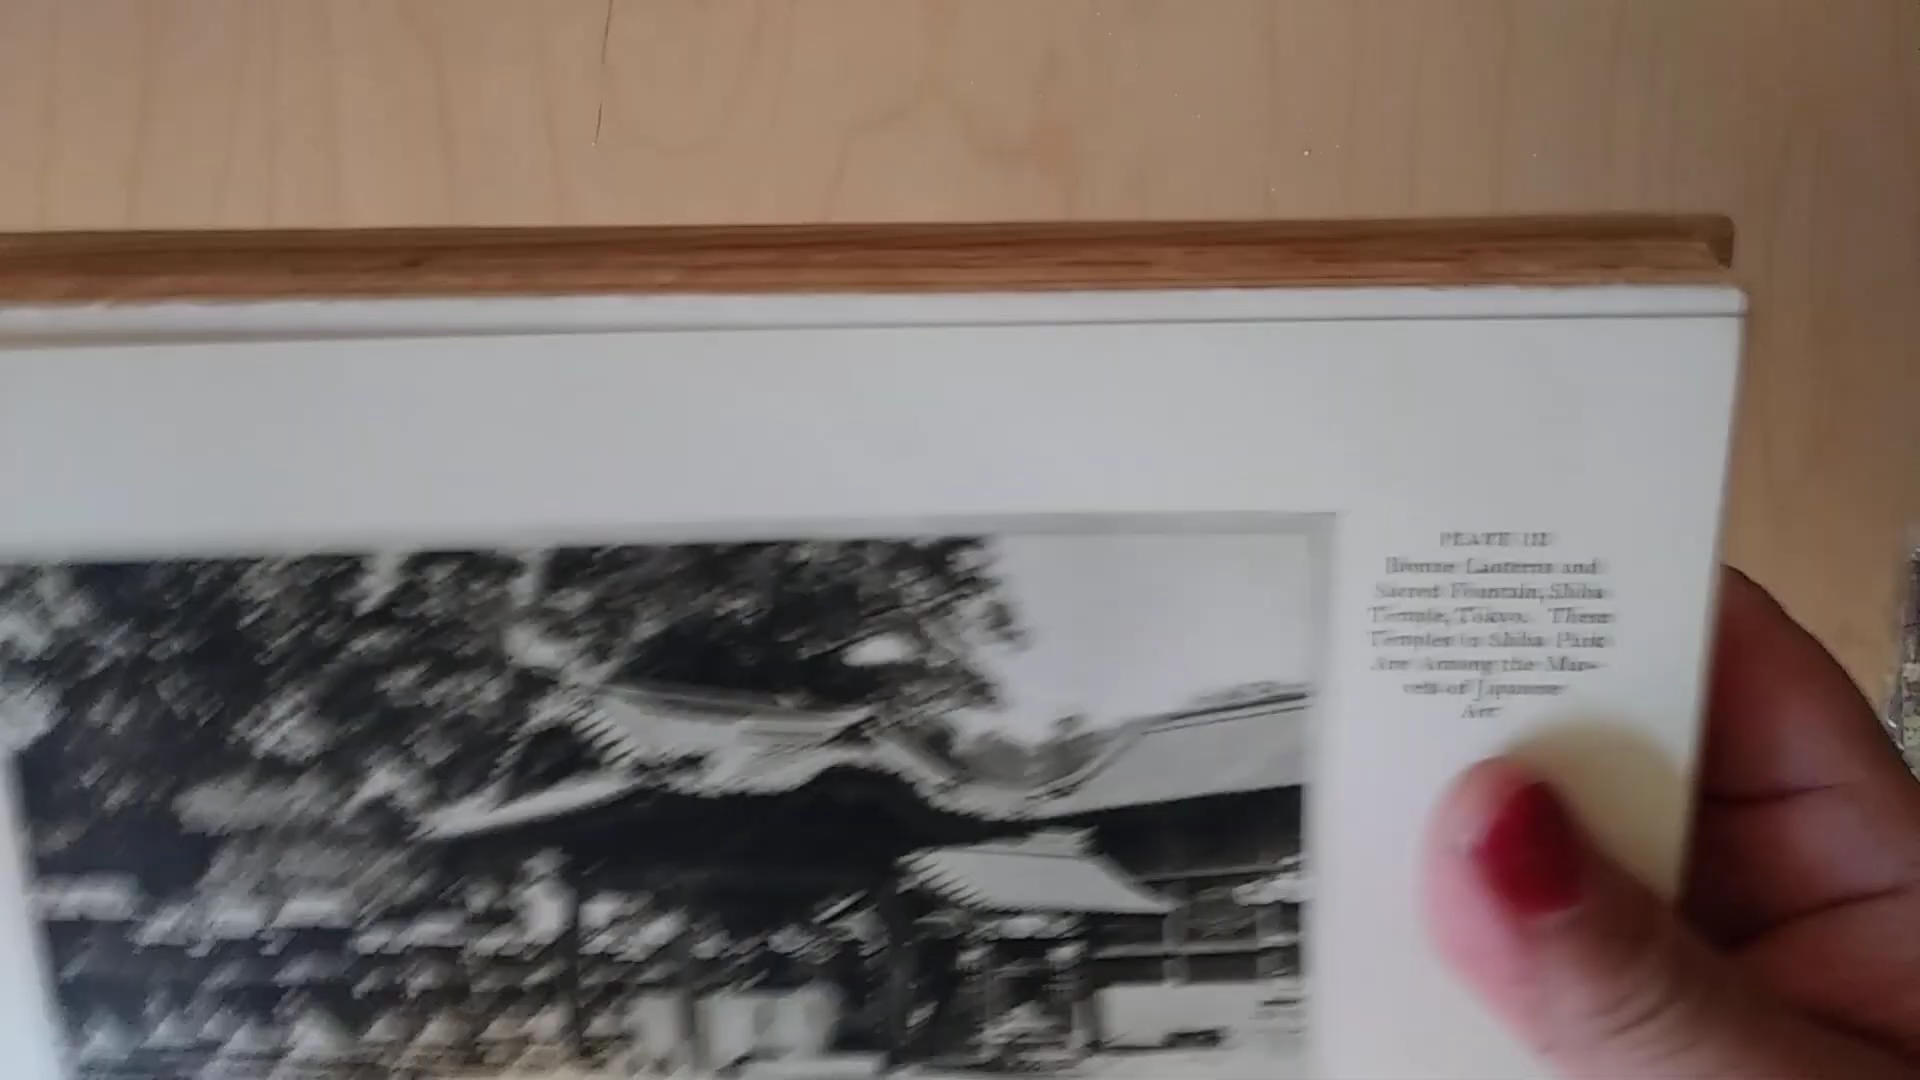 PLATE III
Bronze Lanterns and
Sacred Fountain, Shiba
Temple, Tokyo. These
Temples in Shiba Park
Are Among the Mar-
vels of Japanese
Art